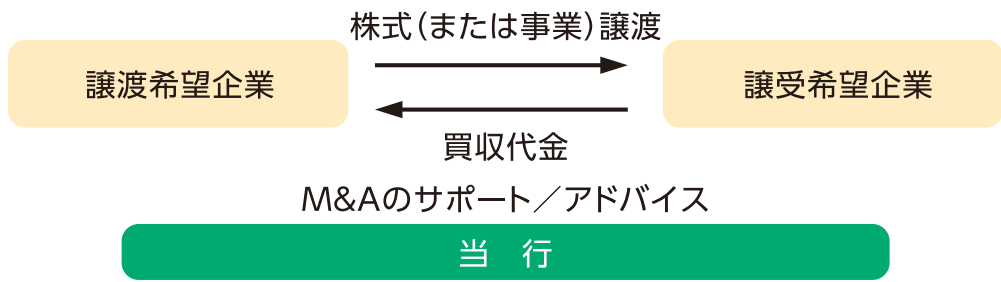 株式（または事業）譲渡
譲渡希望企業
譲受希望企業
買収代金
M&Aのサポート／アドバイス
当　行